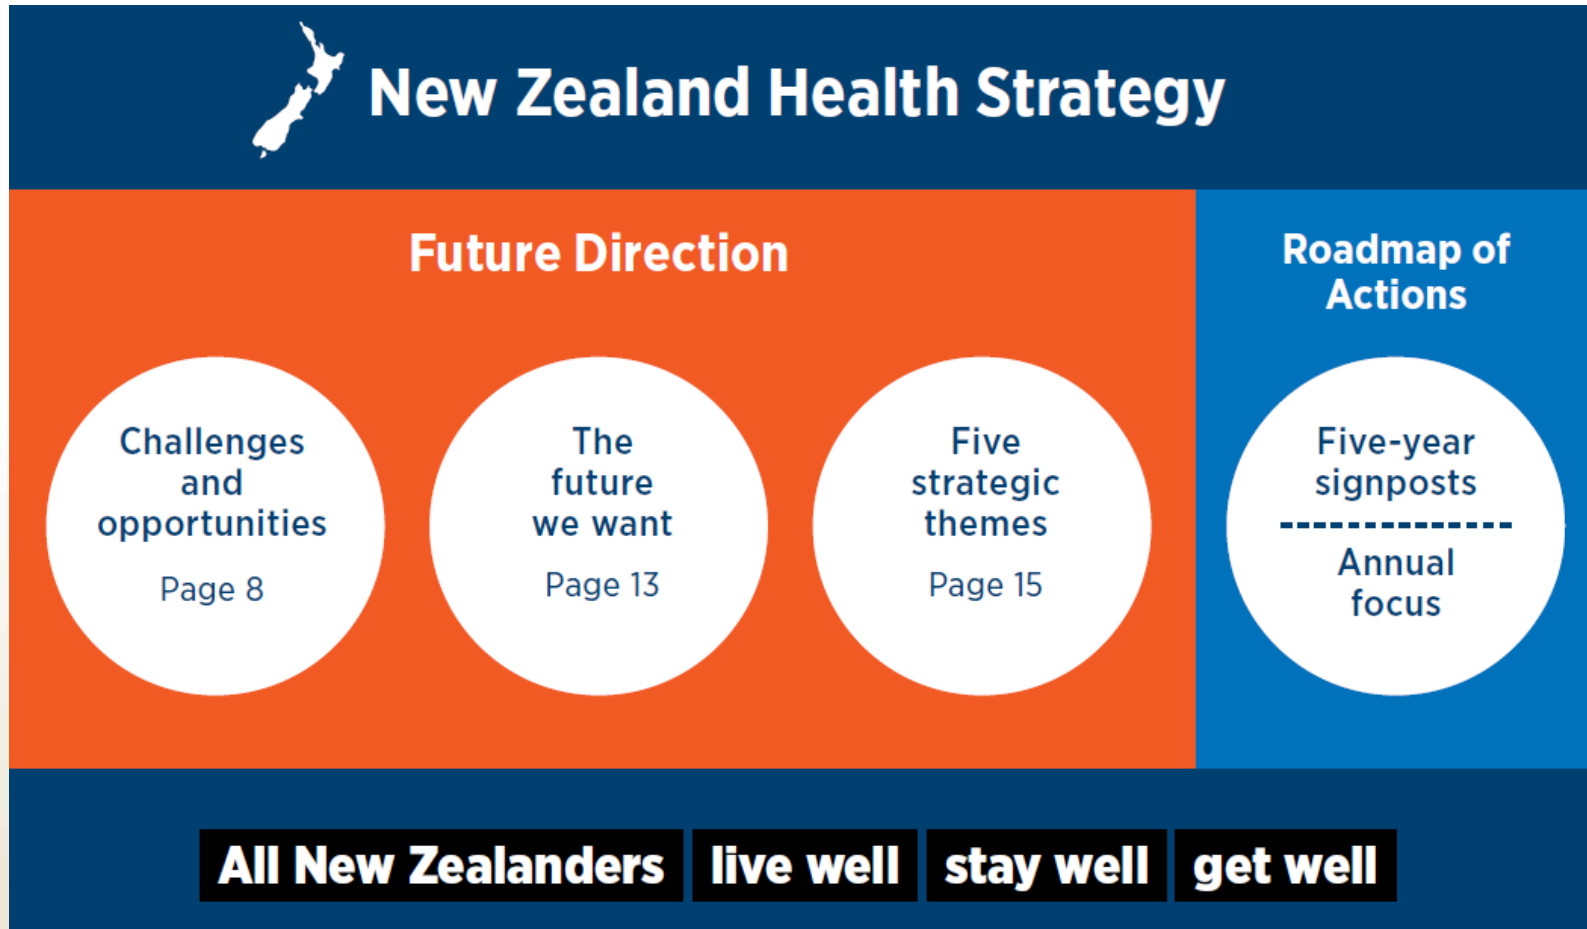 New Zealand Health Strategy
Future Direction
Challenges
and
opportunities
Page 8
The
future
we want
Page 13
Five
strategic
themes
Page 15
Roadmap of
Actions
Five-year
signposts
Annual
focus
All New Zealanders live well stay well get well